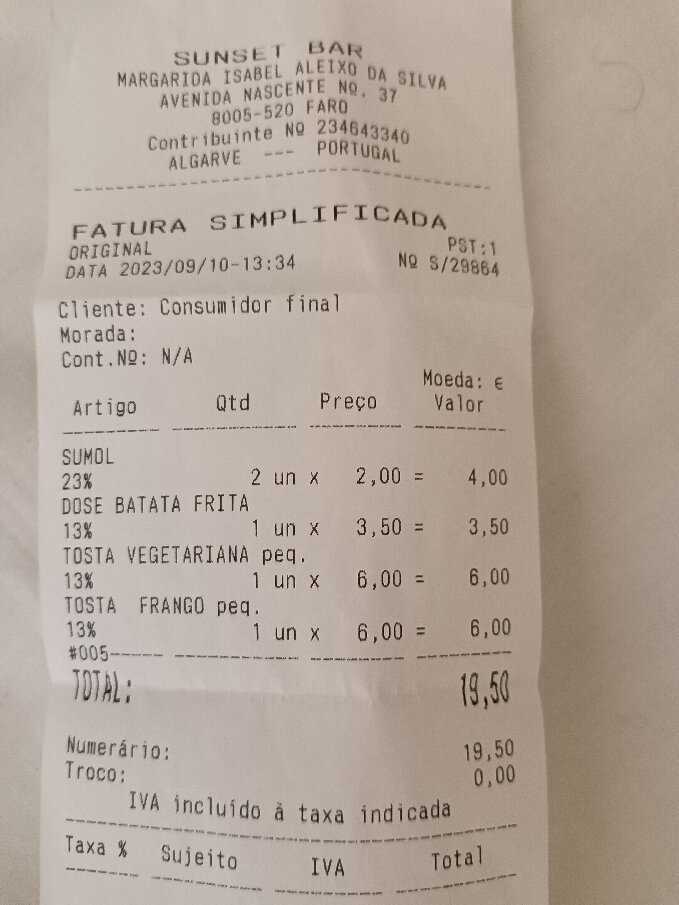 SUNSET BAR
MARGARIDA ISABEL ALEIXO DA SILVA
AVENIDA NASCENTE Nº. 37
8005-520 FARO
Contribuinte Nº 234643340
ALGARVE --- PORTUGAL
FATURA SIMPLIFICADA
ORIGINAL PST:1
DATA 2023/09/10-13:34 Nº S/29864
Cliente: Consumidor final
Morada:
Cont.Nº: N/A
Moeda: €
Artigo Qtd Preço Valor
SUMOL
23% 2 un x 2,00 = 4,00
DOSE BATATA FRITA
13% 1 un x 3,50 = 3,50
TOSTA VEGETARIANA peq.
13% 1 un x 6,00 = 6,00
TOSTA FRANGO peq.
13% 1 un x 6,00 = 6,00
#005
TOTAL: 19,50
Numerário: 19,50
Troco: 0,00
IVA incluído à taxa indicada
Taxa % Sujeito IVA Total